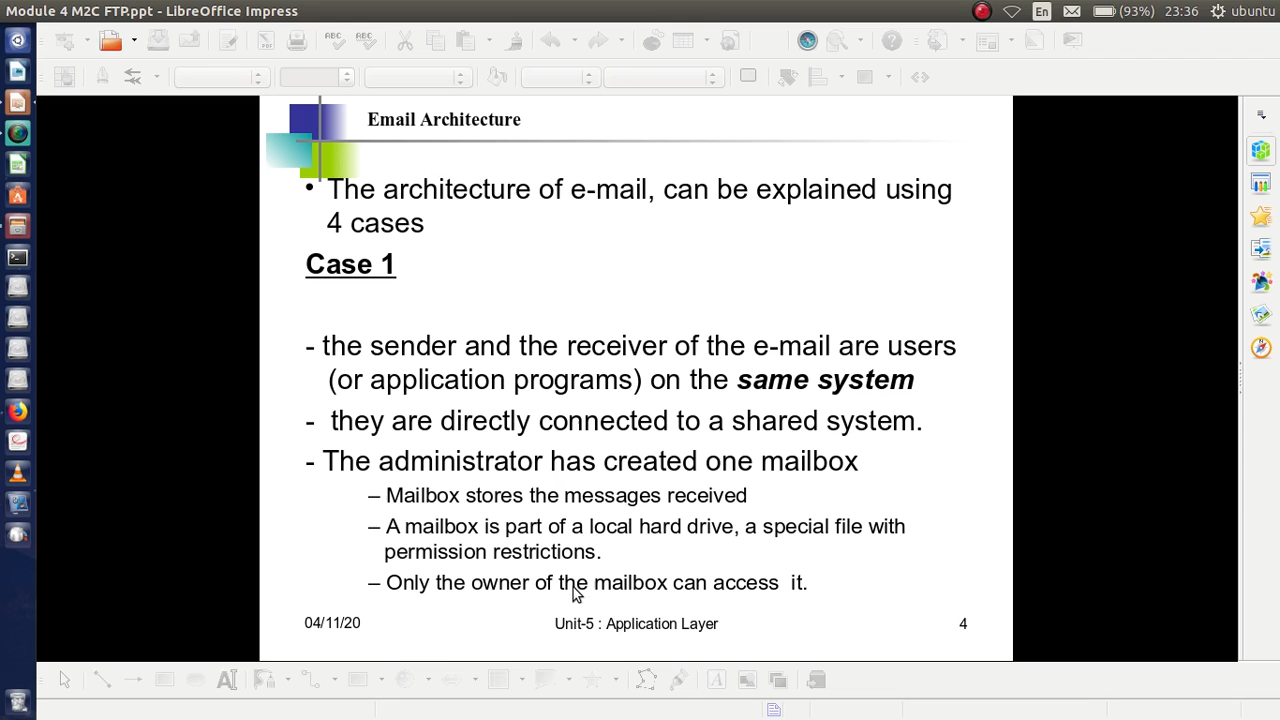 Module 4 M2C FTP.ppt - LibreOffice Impress
En (93%) 23:36 ubuntu
ABC ABC
Email Architecture
• The architecture of e-mail, can be explained using
4 cases
Case 1
- the sender and the receiver of the e-mail are users
(or application programs) on the same system
- they are directly connected to a shared system.
- The administrator has created one mailbox
– Mailbox stores the messages received
– A mailbox is part of a local hard drive, a special file with
permission restrictions.
– Only the owner of the mailbox can access it.
04/11/20 Unit-5 : Application Layer 4